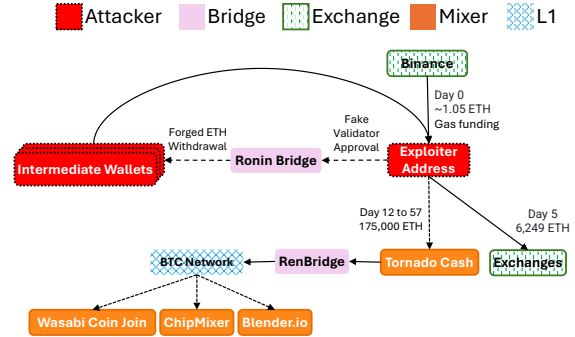 Attacker
Bridge
Exchange
Mixer
L1
Binance
Day 0
~1.05 ETH
Gas funding
Forged ETH
Withdrawal
Fake
Validator
Approval
Intermediate Wallets
Ronin Bridge
Exploiter
Address
Day 12 to 57
175,000 ETH
Day 5
6,249 ETH
BTC Network
RenBridge
Tornado Cash
Exchanges
Wasabi Coin Join
ChipMixer
Blender.io